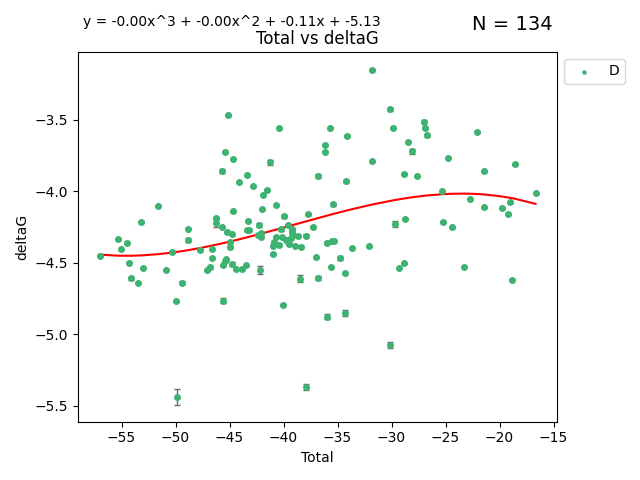 y = -0.00x^3 + -0.00x^2 + -0.11x + -5.13
N = 134
Total vs deltaG
D
deltaG
−3.5
−4.0
−4.5
−5.0
−5.5
−55 −50 −45 −40 −35 −30 −25 −20 −15
Total